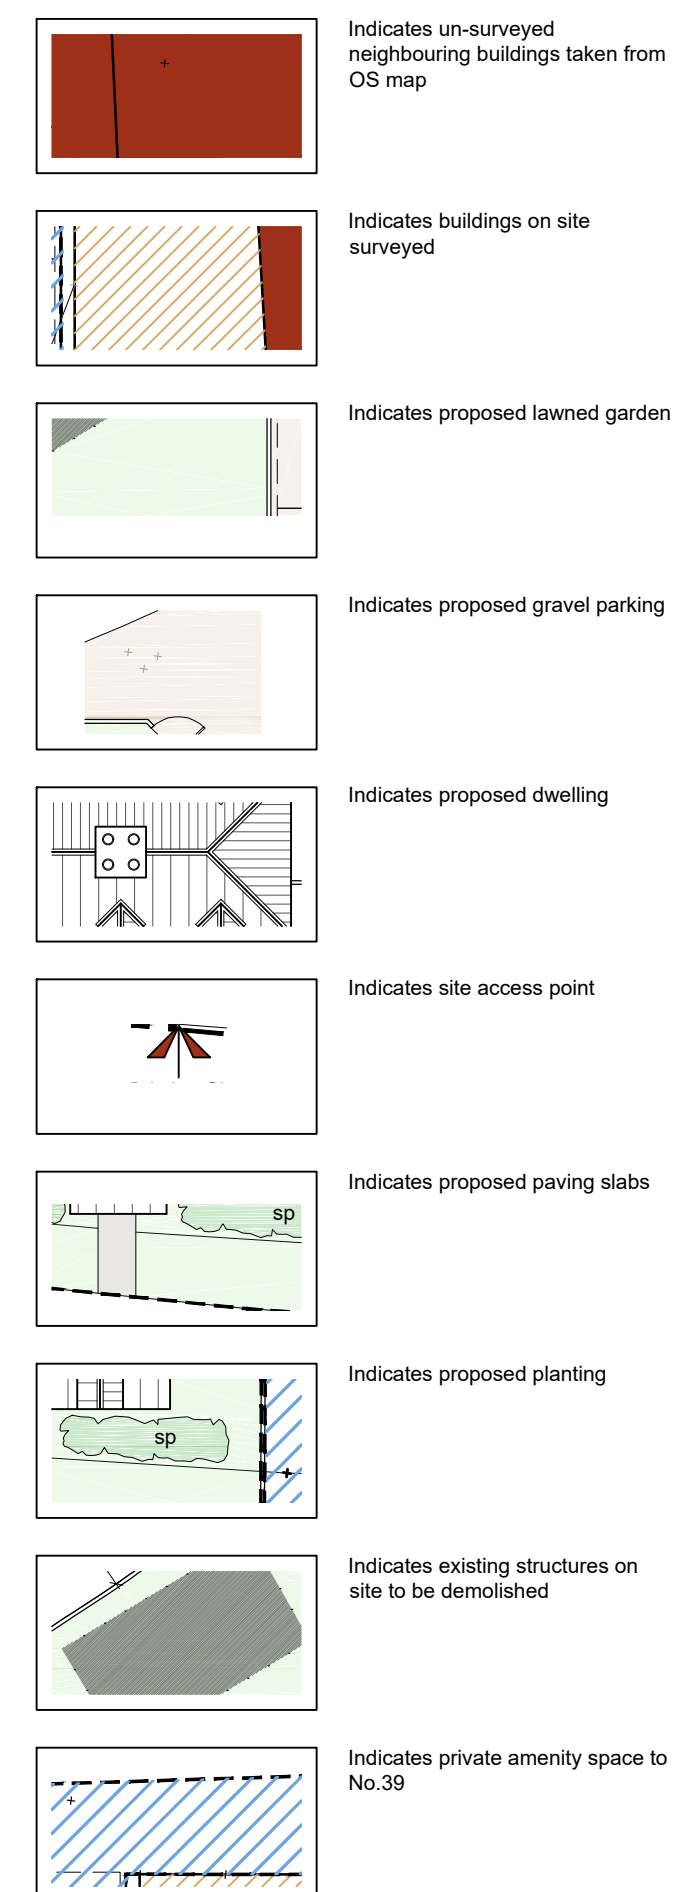 Indicates un-surveyed
neighbouring buildings taken from
OS map
Indicates buildings on site
surveyed
Indicates proposed lawned garden
Indicates proposed gravel parking
Indicates proposed dwelling
Indicates site access point
Indicates proposed paving slabs
sp
Indicates proposed planting
sp
Indicates existing structures on
site to be demolished
Indicates private amenity space to
No.39